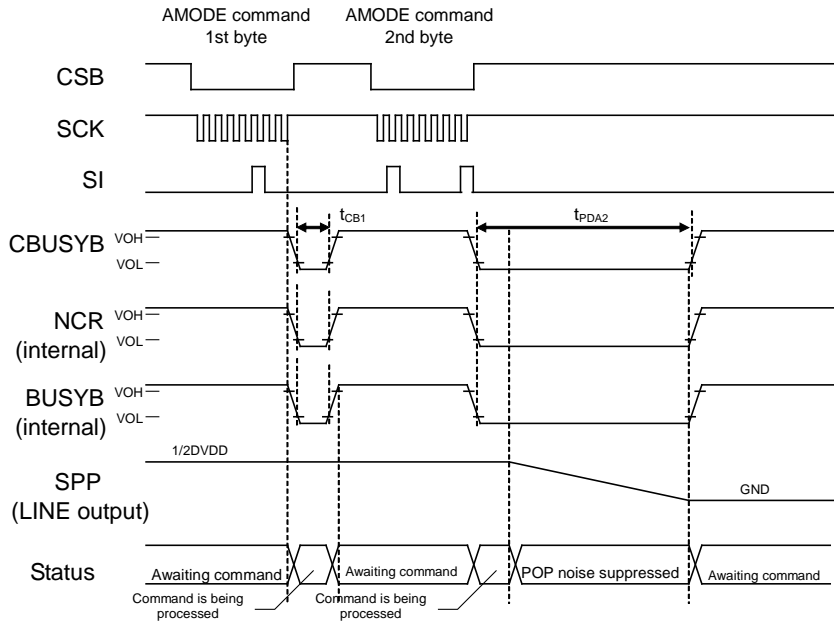 AMODE command
1st byte
AMODE command
2nd byte
CSB
SCK
SI
tCB1
tPDA2
CBUSYB
VOH
VOL
NCR
(internal)
VOH
VOL
BUSYB
(internal)
VOH
VOL
1/2DVDD
SPP
(LINE output)
GND
Status
Awaiting command
Awaiting command
POP noise suppressed
Awaiting command
Command is being
processed
Command is being
processed